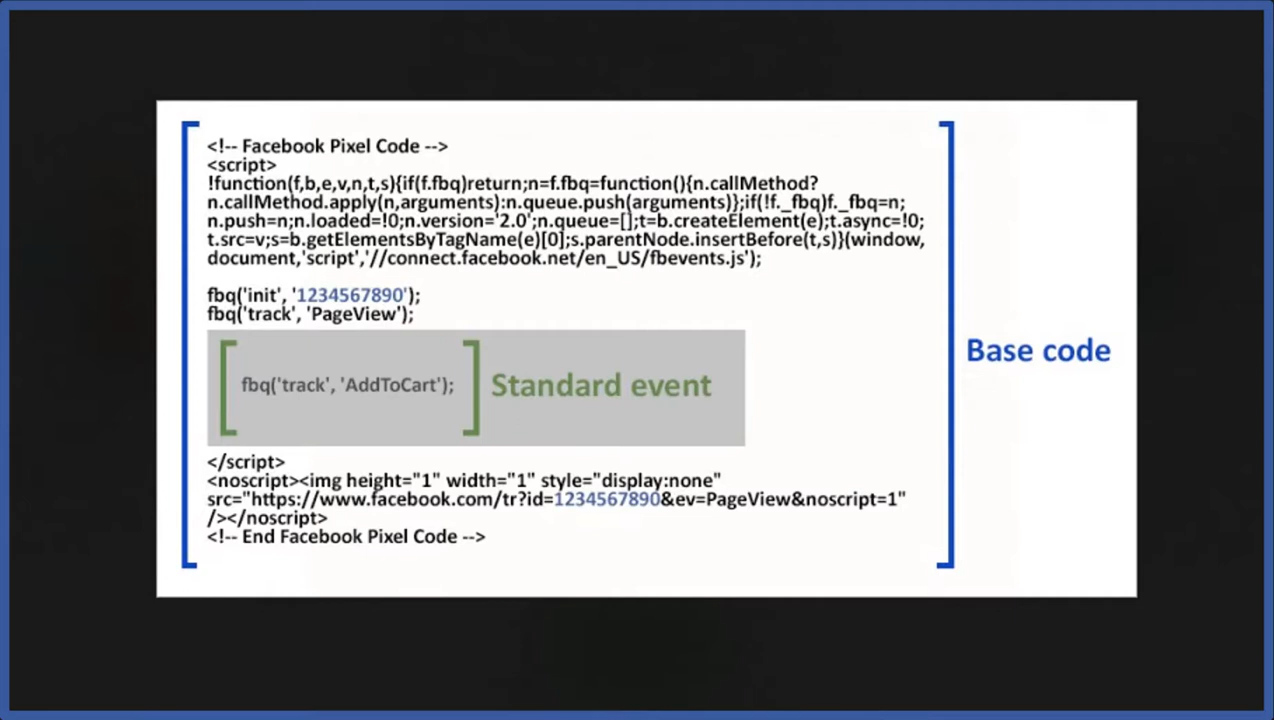 <!-- Facebook Pixel Code -->
<script>
!function(f,b,e,v,n,t,s){if(f.fbq)return;n=f.fbq=function(){n.callMethod?
n.callMethod.apply(n,arguments):n.queue.push(arguments)};if(!f._fbq)f._fbq=n;
n.push=n;n.loaded=!0;n.version='2.0';n.queue=[];t=b.createElement(e);t.async=!0;
t.src=v;s=b.getElementsByTagName(e)[0];s.parentNode.insertBefore(t,s)}(window,
document,'script','//connect.facebook.net/en_US/fbevents.js');
fbq('init', '1234567890');
fbq('track', 'PageView');
Base code
fbq('track', 'AddToCart'); Standard event
</script>
<noscript><img height="1" width="1" style="display:none"
src="https://www.facebook.com/tr?id=1234567890&ev=PageView&noscript=1"
/></noscript>
<!-- End Facebook Pixel Code -->